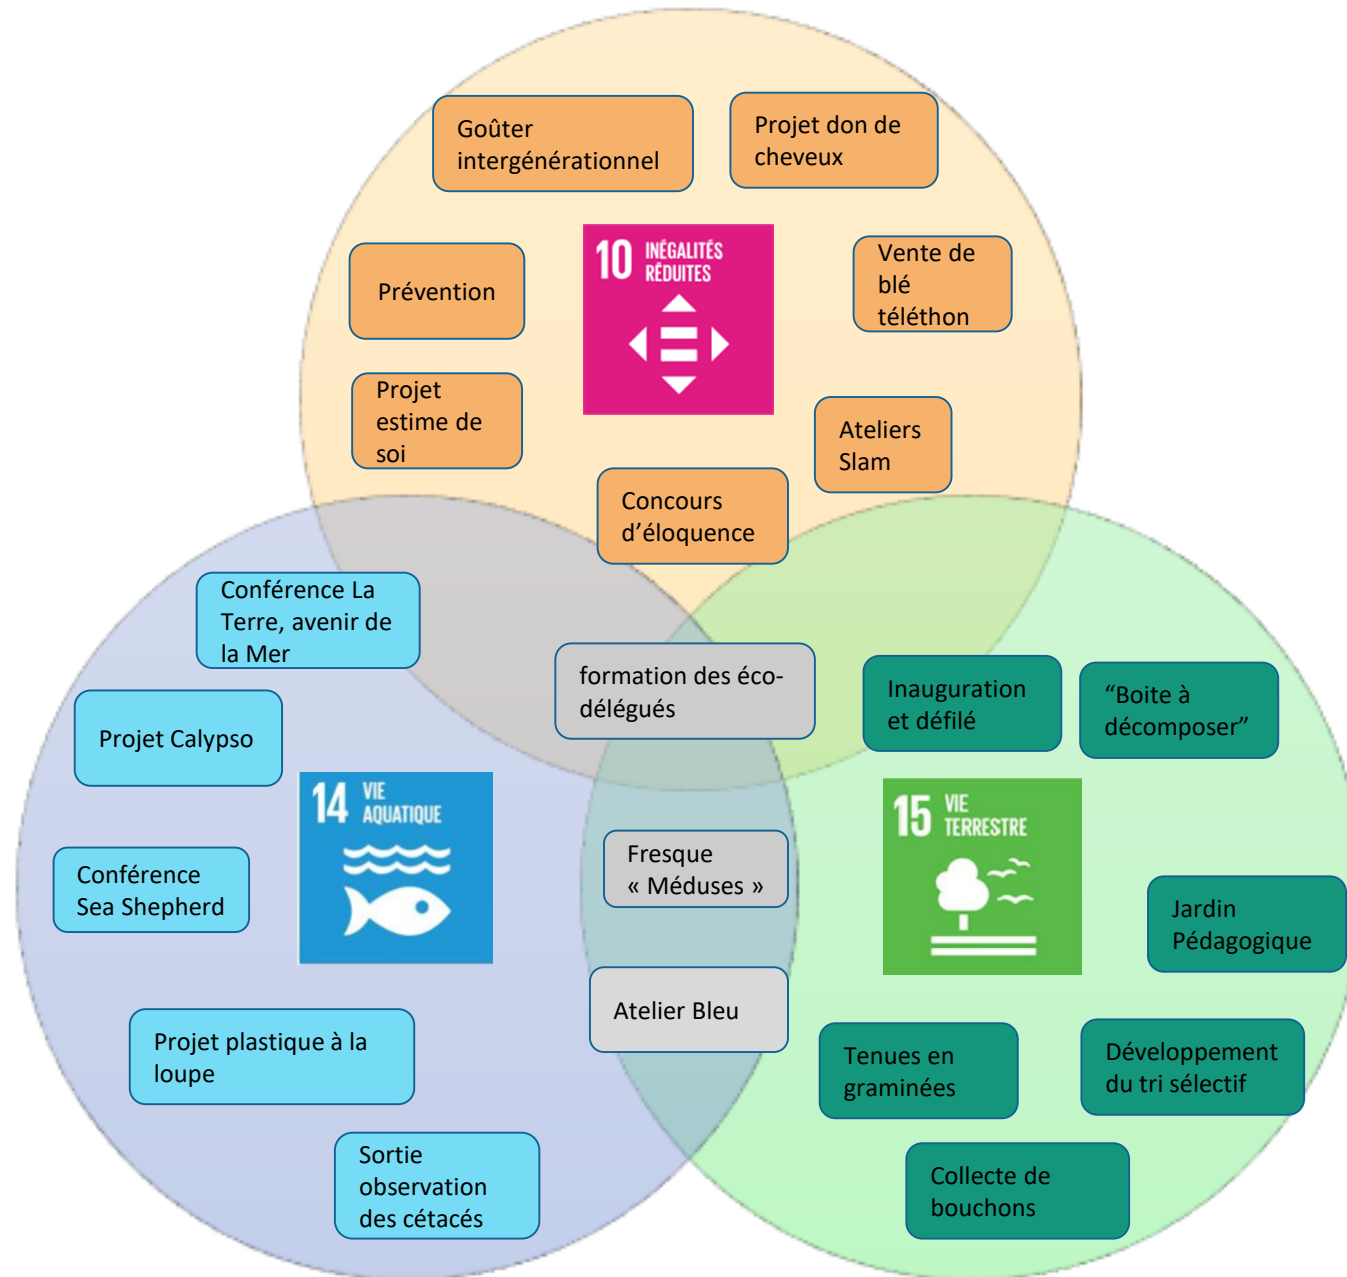 Goûter
intergénérationnel
Projet don de
cheveux
10 INÉGALITÉS
RÉDUITES
Vente de
blé
téléthon
Prévention
Projet
estime de
soi
Ateliers
Slam
Concours
d’éloquence
Conférence La
Terre, avenir de
la Mer
formation des éco-
délégués
Inauguration
et défilé
“Boite à
décomposer”
Projet Calypso
14 VIE
AQUATIQUE
15 VIE
TERRESTRE
Conférence
Sea Shepherd
Fresque
« Méduses »
Jardin
Pédagogique
Atelier Bleu
Projet plastique à la
loupe
Tenues en
graminées
Développement
du tri sélectif
Sortie
observation
des cétacés
Collecte de
bouchons